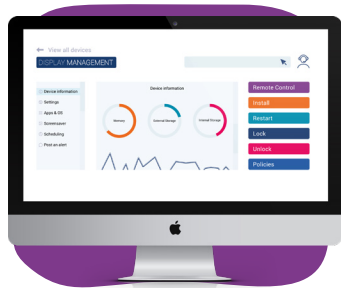 View all devices
DISPLAY MANAGEMENT
Device information
Settings
Apps & OS
Screensaver
Scheduling
Post an alert
Device information
Memory
External Storage
Internal Storage
Remote Control
Install
Restart
Lock
Unlock
Policies